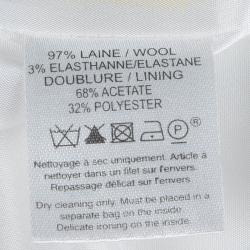 97% LAINE / WOOL
3% ELASTHANNE/ELASTANE
DOUBLURE / LINING
68% ACETATE
32% POLYESTER
P
Nettoyage à sec uniquement. Article à
nettoyer dans un filet sur l'envers.
Repassage délicat sur l'envers.
Dry cleaning only. Must be placed in a
separate bag on the inside.
Delicate ironing on the inside.